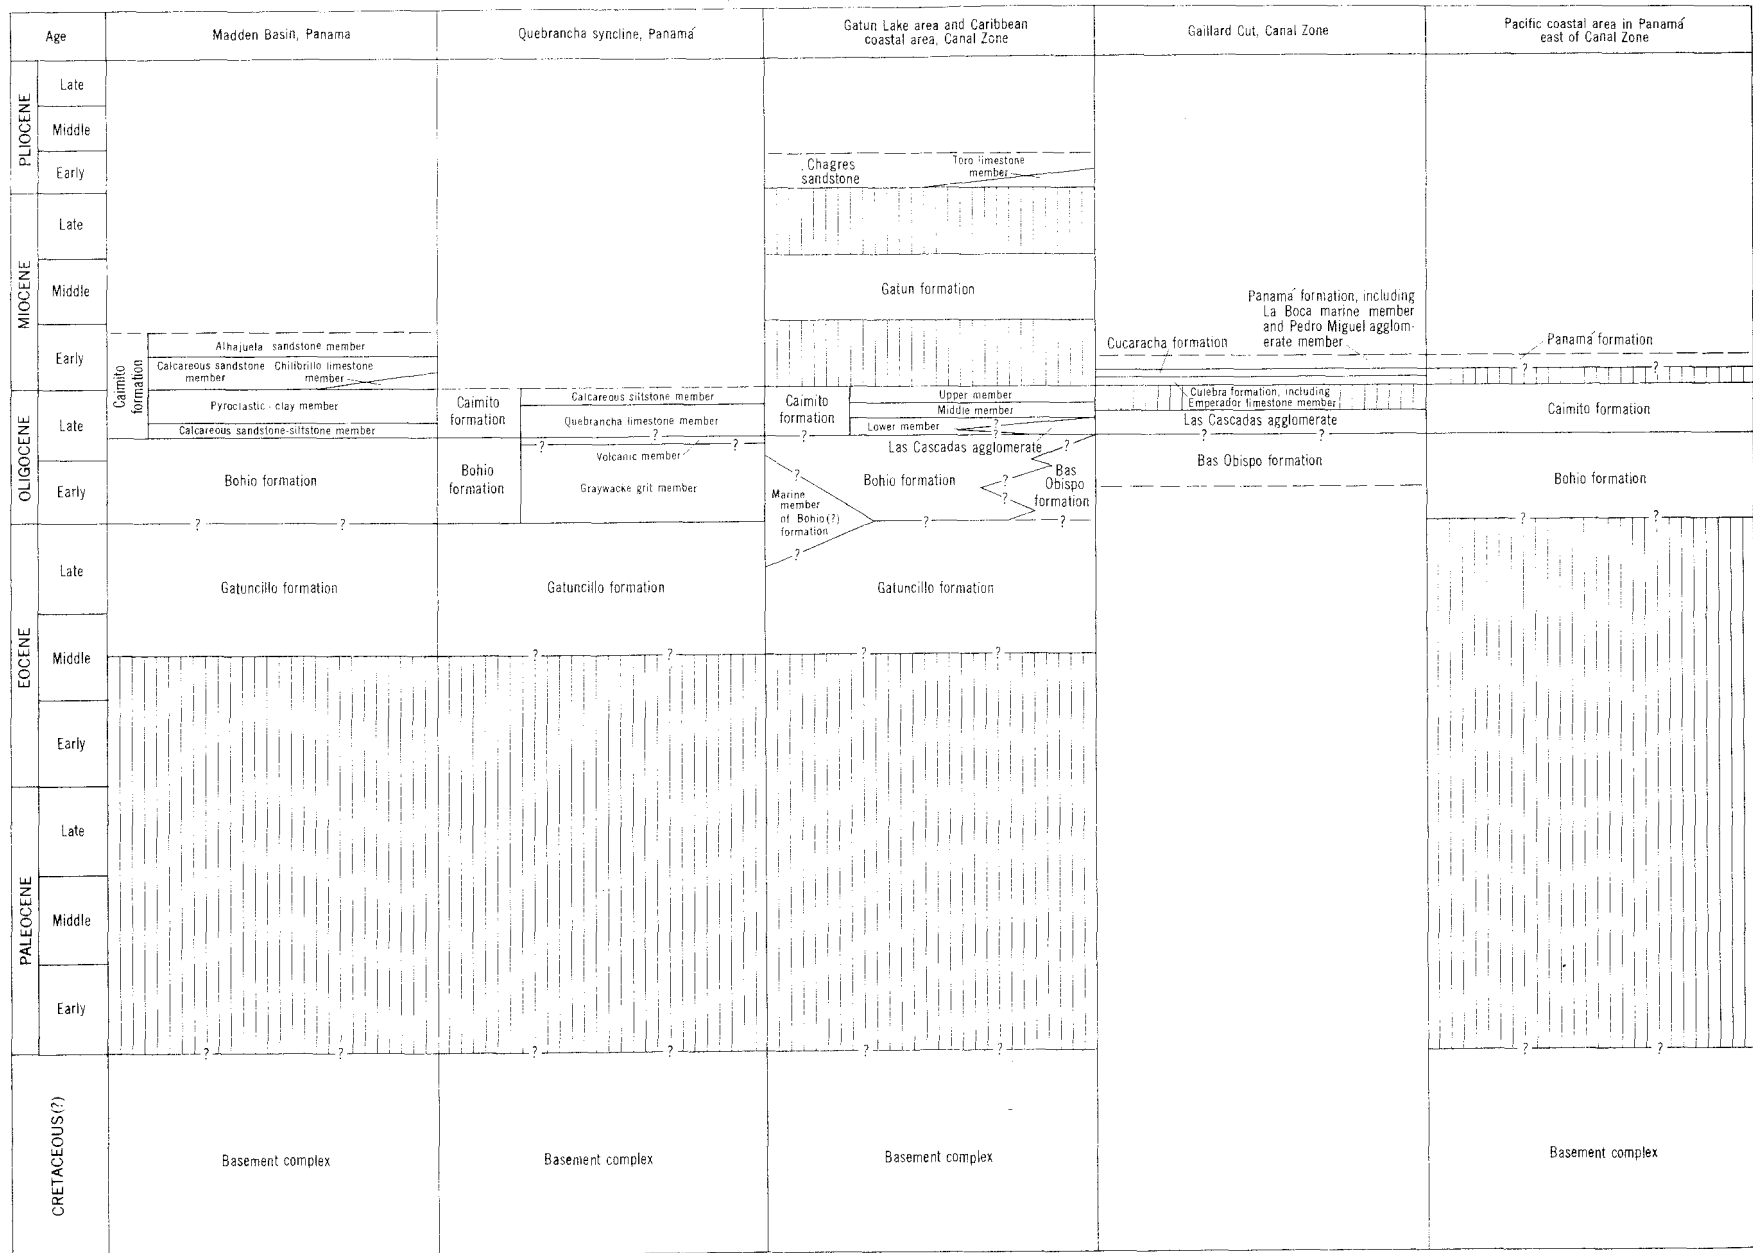 Age
Madden Basin, Panama
Quebrancha syncline, Panamá
Gatun Lake area and Caribbean
coastal area, Canal Zone
Gaillard Cut, Canal Zone
Pacific coastal area in Panamá
east of Canal Zone
PLIOCENE
Late
Middle
Early
MIOCENE
Late
Middle
Early
OLIGOCENE
Late
Early
EOCENE
Late
Middle
Early
PALEOCENE
Late
Middle
Early
CRETACEOUS(?)
Caimito
formation
Alhajuela sandstone member
Calcareous sandstone
member
Chilibrillo limestone
member
Pyroclastic - clay member
Calcareous sandstone-siltstone member
Bohio formation
? ?
Gatuncillo formation
? ?
Basement complex
Caimito
formation
Calcareous siltstone member
Quebrancha limestone member
?
? ?
Bohio
formation
Volcanic member
Graywacke grit member
Gatuncillo formation
? ?
? ?
Basement complex
Chagres
sandstone
Toro limestone
member
Gatun formation
Caimito
formation
Upper member
Middle member
Lower member
?
? ?
Las Cascadas agglomerate
?
?
Bohio formation
Marine
member
of Bohio(?)
formation
?
?
?
Bas
Obispo
formation
? ?
Gatuncillo formation
? ?
? ?
Basement complex
Panamá formation, including
La Boca marine member
and Pedro Miguel agglom-
erate member
Cucaracha formation
Culebra formation, including
Emperador limestone member
Las Cascadas agglomerate
? ?
Bas Obispo formation
Panamá formation
? ?
Caimito formation
Bohio formation
? ?
? ?
Basement complex